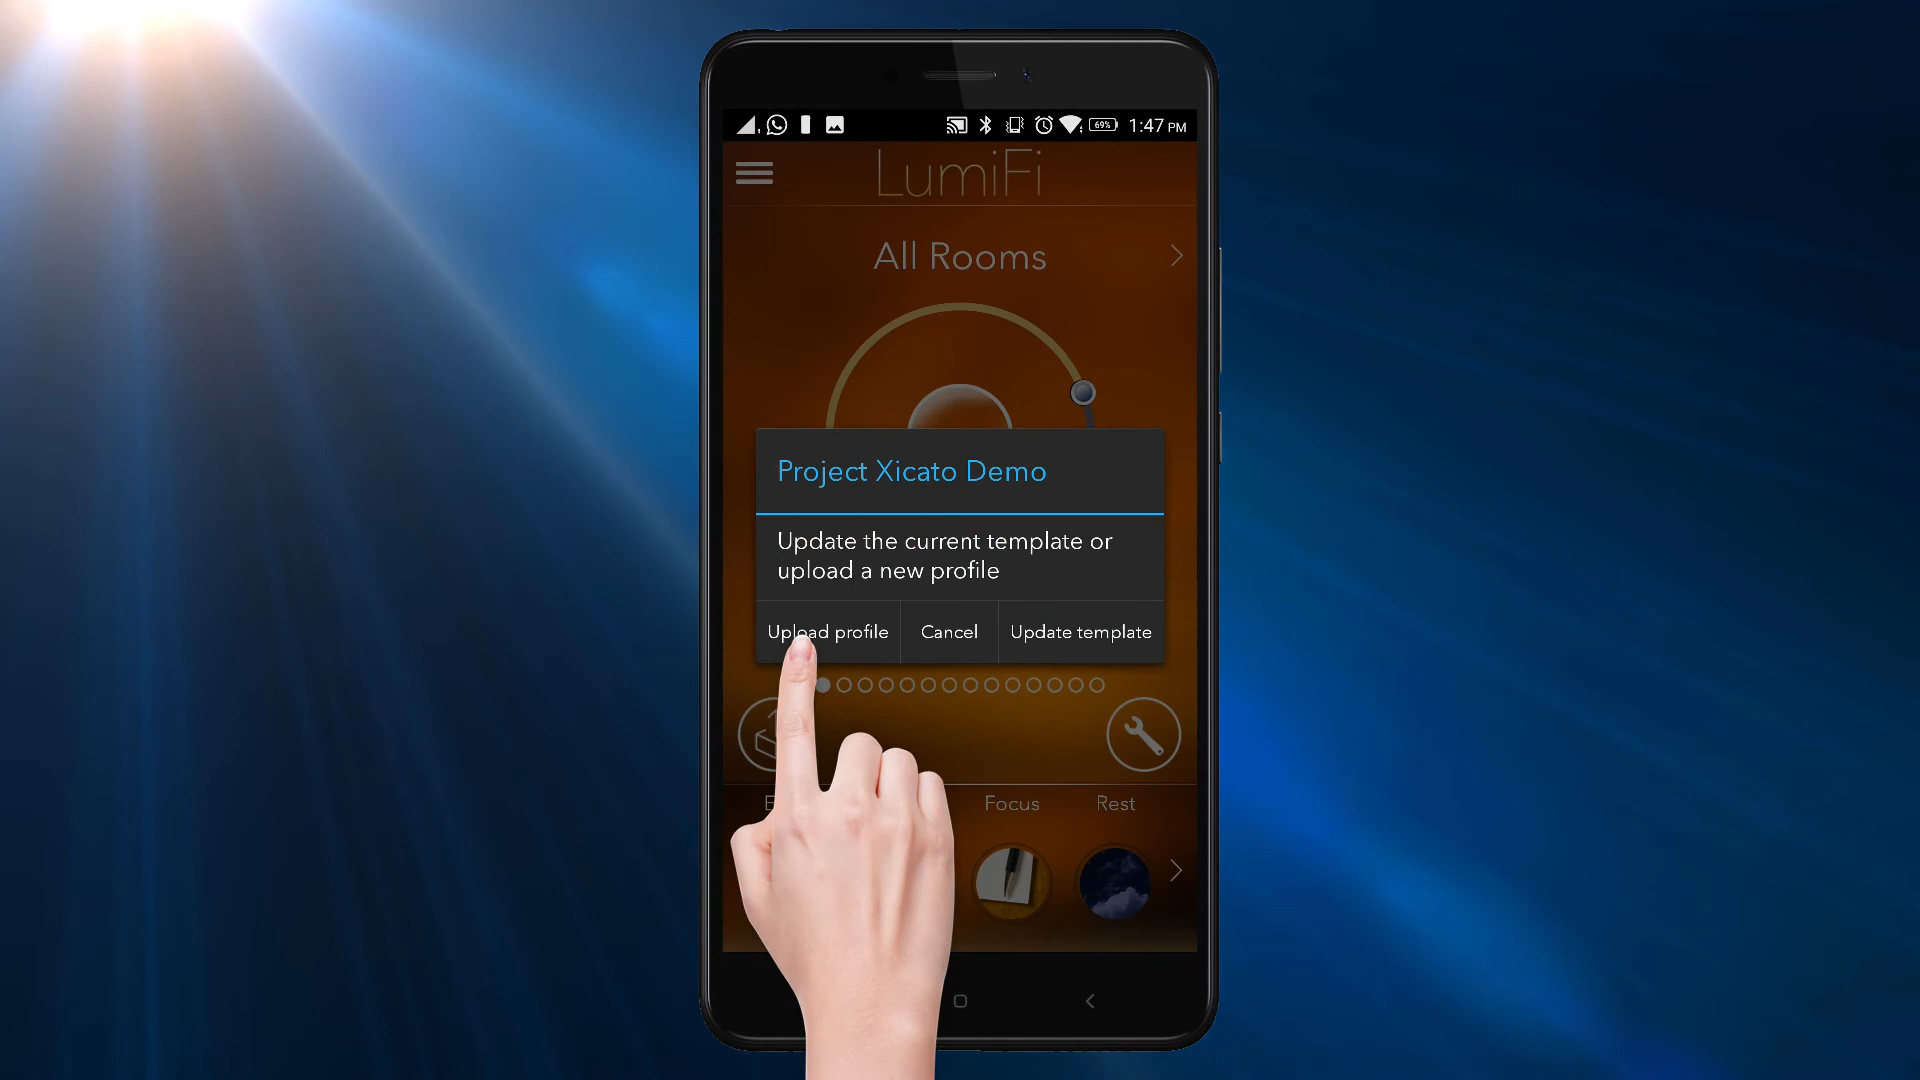 69%
1:47 PM
LumiFi
All Rooms
Project Xicato Demo
Update the current template or
upload a new profile
Upload profile
Cancel
Update template
Focus
Rest